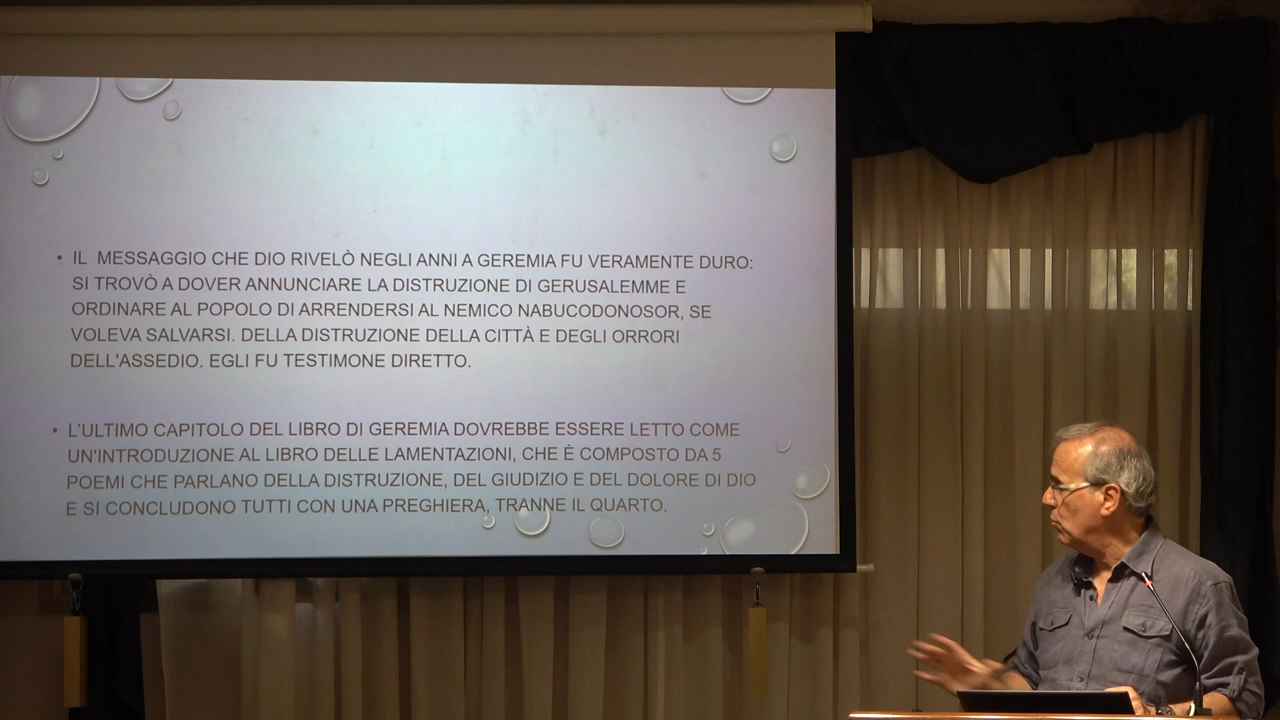 • IL MESSAGGIO CHE DIO RIVELÒ NEGLI ANNI A GEREMIA FU VERAMENTE DURO:
SI TROVÒ A DOVER ANNUNCIARE LA DISTRUZIONE DI GERUSALEMME E
ORDINARE AL POPOLO DI ARRENDERSI AL NEMICO NABUCODONOSOR, SE
VOLEVA SALVARSI. DELLA DISTRUZIONE DELLA CITTÀ E DEGLI ORRORI
DELL'ASSEDIO. EGLI FU TESTIMONE DIRETTO.
• L'ULTIMO CAPITOLO DEL LIBRO DI GEREMIA DOVREBBE ESSERE LETTO COME
UN'INTRODUZIONE AL LIBRO DELLE LAMENTAZIONI, CHE È COMPOSTO DA 5
POEMI CHE PARLANO DELLA DISTRUZIONE, DEL GIUDIZIO E DEL DOLORE DI DIO
E SI CONCLUDONO TUTTI CON UNA PREGHIERA, TRANNE IL QUARTO.